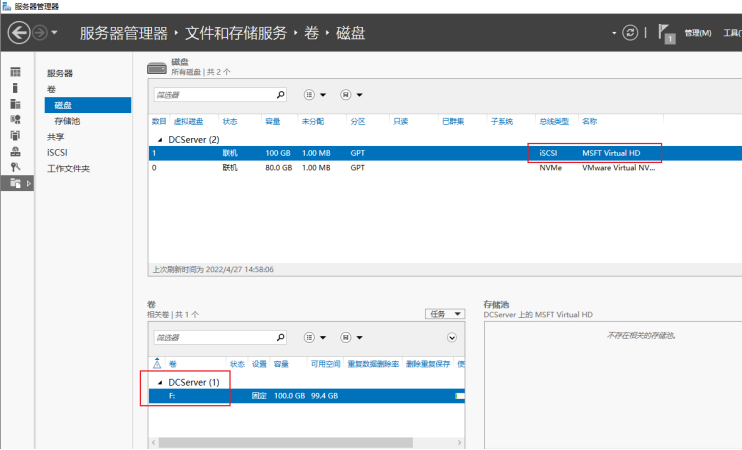 服务器管理器
服务器管理器 · 文件和存储服务 · 卷 · 磁盘
1
管理(M) 工具(
服务器
卷
磁盘
存储池
共享
iSCSI
工作文件夹
磁盘
所有磁盘 | 共 2 个
筛选器
数目 虚拟磁盘 状态 容量 未分配 分区 只读 已群集 子系统 总线类型 名称
DCServer (2)
1 联机 100 GB 1.00 MB GPT iSCSI MSFT Virtual HD
0 联机 80.0 GB 1.00 MB GPT NVMe VMware Virtual NV...
上次刷新时间为 2022/4/27 14:58:06
卷
相关卷 | 共 1 个
任务
筛选器
卷 状态 设置 容量 可用空间 重复数据删除率 删除重复保存 使
DCServer (1)
F: 固定 100.0 GB 99.4 GB
存储池
DCServer 上的 MSFT Virtual HD
不存在相关的存储池。